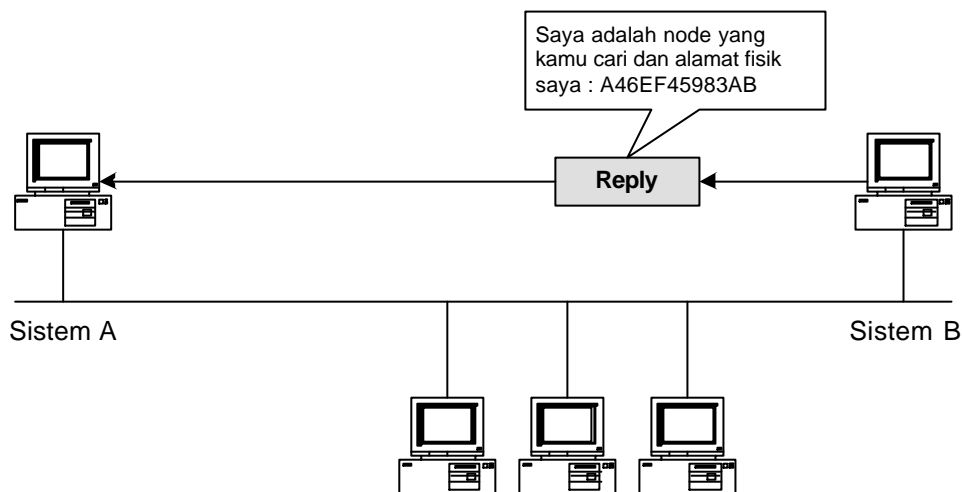 Saya adalah node yang
kamu cari dan alamat fisik
saya : A46EF45983AB
Reply
Sistem A
Sistem B